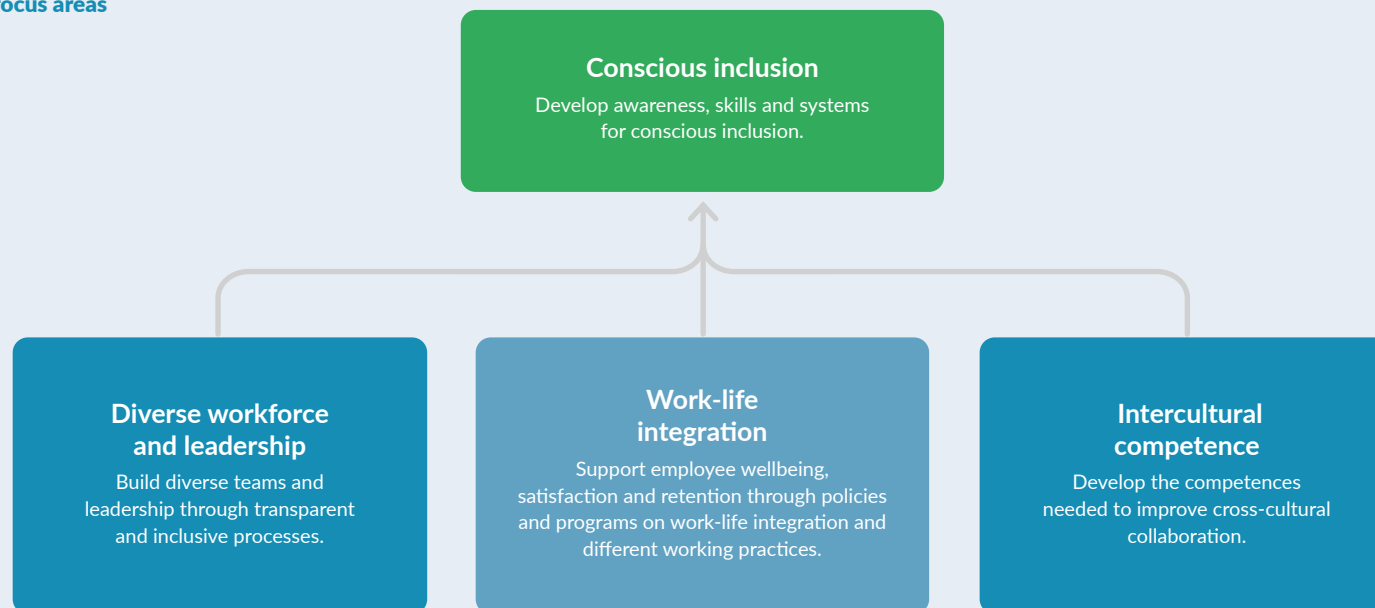 focus areas
Conscious inclusion
Develop awareness, skills and systems
for conscious inclusion.
Diverse workforce
and leadership
Build diverse teams and
leadership through transparent
and inclusive processes.
Work-life
integration
Support employee wellbeing,
satisfaction and retention through policies
and programs on work-life integration and
different working practices.
Intercultural
competence
Develop the competences
needed to improve cross-cultural
collaboration.